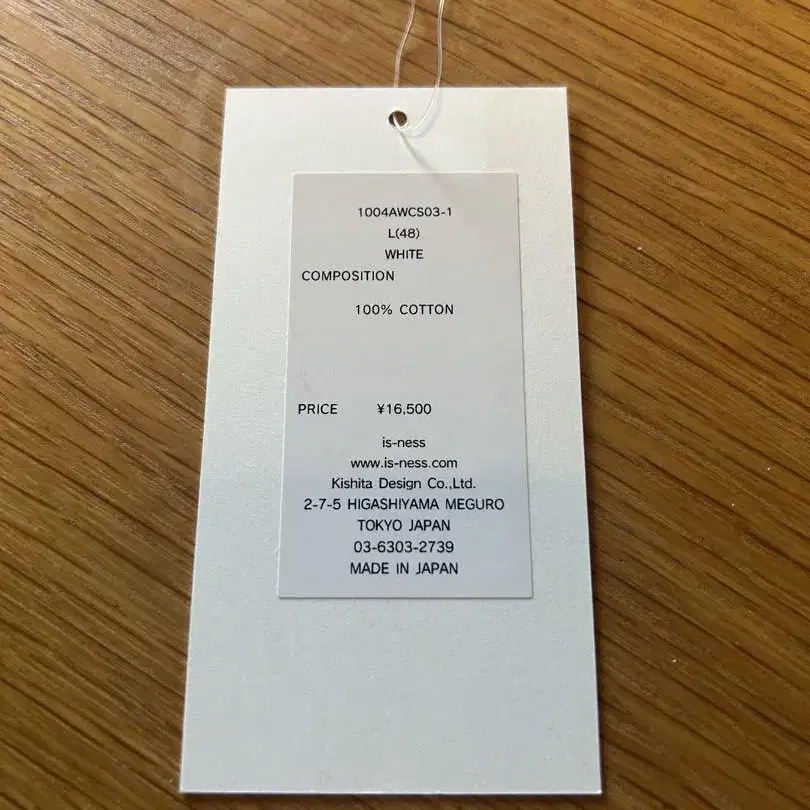 1004AWCS03-1
L(48)
WHITE
COMPOSITION
100% COTTON
PRICE ¥16,500
is-ness
www.is-ness.com
Kishita Design Co.,Ltd.
2-7-5 HIGASHIYAMA MEGURO
TOKYO JAPAN
03-6303-2739
MADE IN JAPAN